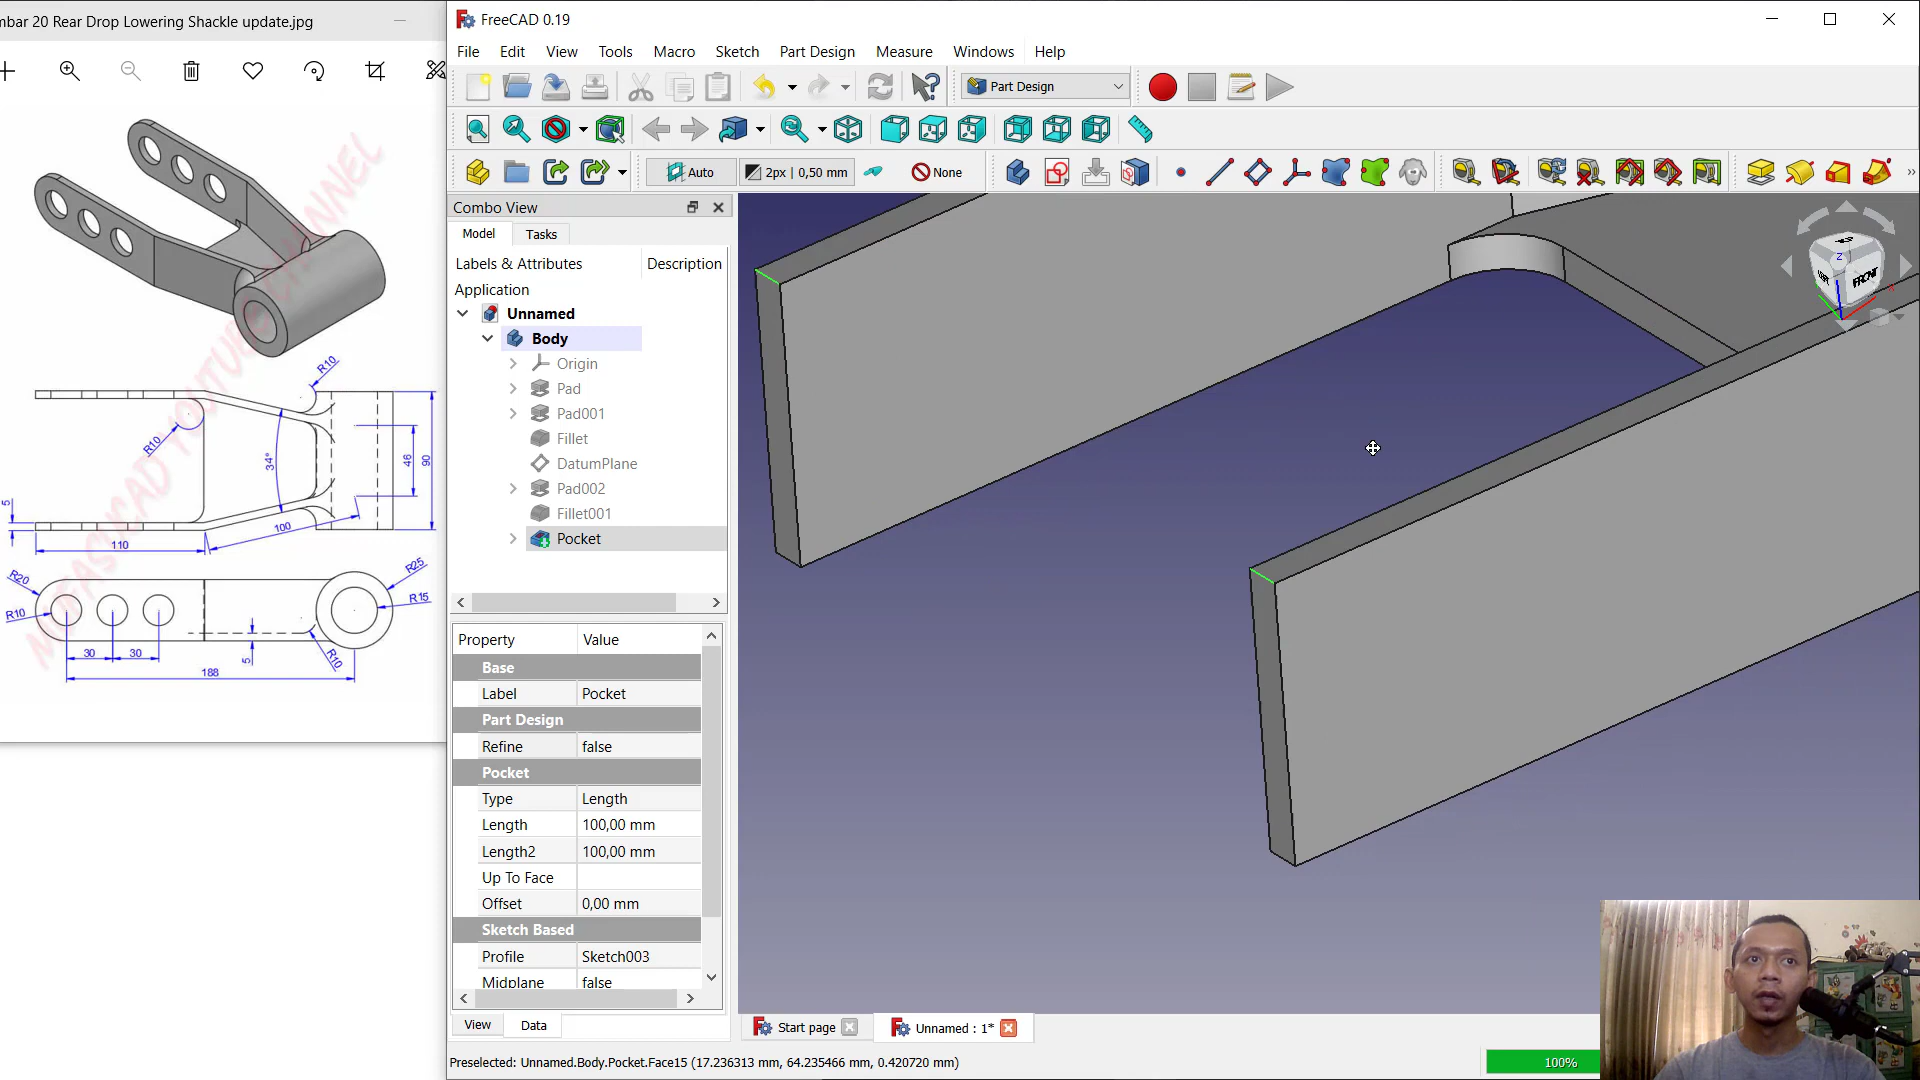 mbar 20 Rear Drop Lowering Shackle update.jpg
FreeCAD 0.19
File Edit View Tools Macro Sketch Part Design Measure Windows Help
Part Design
Auto
2px | 0,50 mm
None
Combo View
Model Tasks
Labels & Attributes Description
Application
Unnamed
Body
Origin
Pad
Pad001
Fillet
DatumPlane
Pad002
Fillet001
Pocket
Property Value
Base
Label Pocket
Part Design
Refine false
Pocket
Type Length
Length 100,00 mm
Length2 100,00 mm
Up To Face
Offset 0,00 mm
Sketch Based
Profile Sketch003
Midplane false
View Data
Start page
Unnamed : 1*
Preselected: Unnamed.Body.Pocket.Face15 (17.236313 mm, 64.235466 mm, 0.420720 mm)
100%
FRONT
Z
R10
R10
34°
46
90
5
100
110
R20
R25
R15
R10
30
30
5
R10
188
MUFASUCAD YOUTUBE CHANNEL